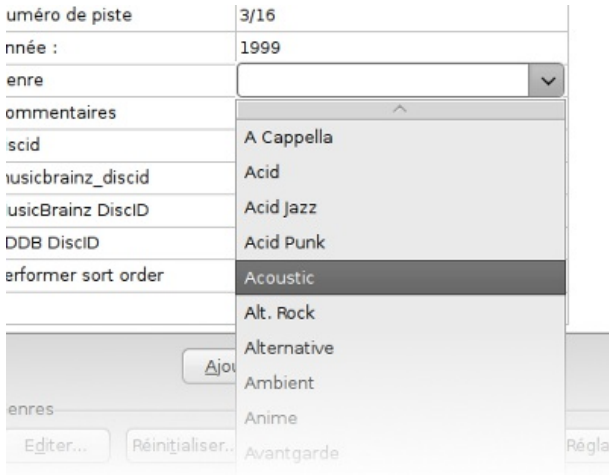 uméro de piste 3/16
nnée : 1999
enre
ommentaires
iscid
A Cappella
usicbrainz_discid
Acid
usicBrainz DiscID
Acid Jazz
DDB DiscID
Acid Punk
erformer sort order
Acoustic
Alt. Rock
Alternative
Ajou
Ambient
enres
Anime
Editer... Réinitialiser.. Avantgarde Régla